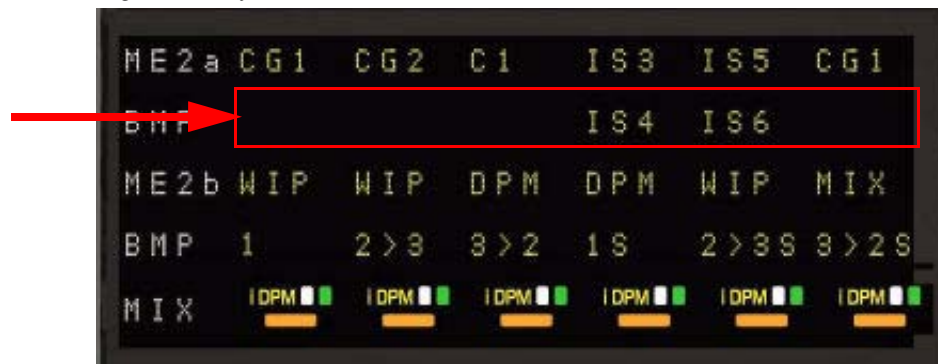 ME2a CG1 CG2 C1 IS3 IS5 CG1
BMP IS4 IS6
ME2b WIP WIP DPM DPM WIP MIX
BMP 1 2>3 3>2 1S 2>3S 3>2S
MIX I DPM I DPM I DPM I DPM I DPM I DPM